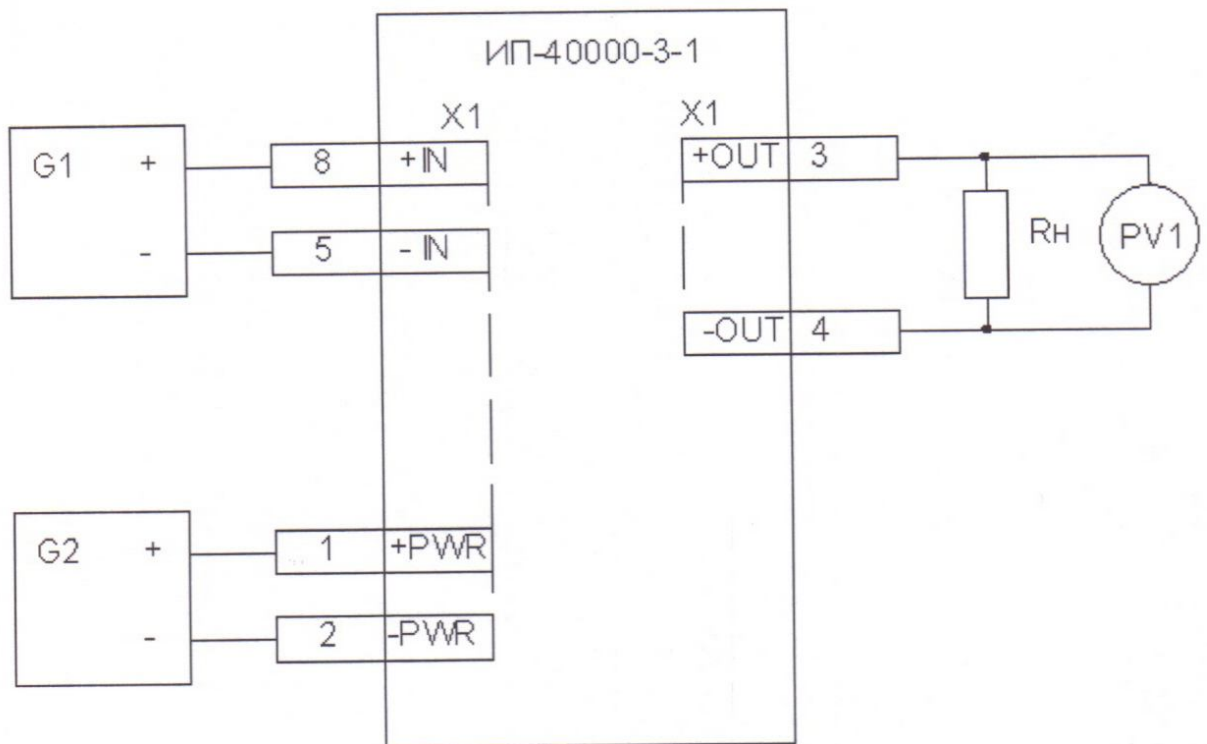 ИП-40000-3-1
X1
X1
G1
+
8
+IN
+OUT
3
-
5
- IN
Rн
PV1
-OUT
4
G2
+
1
+PWR
-
2
-PWR